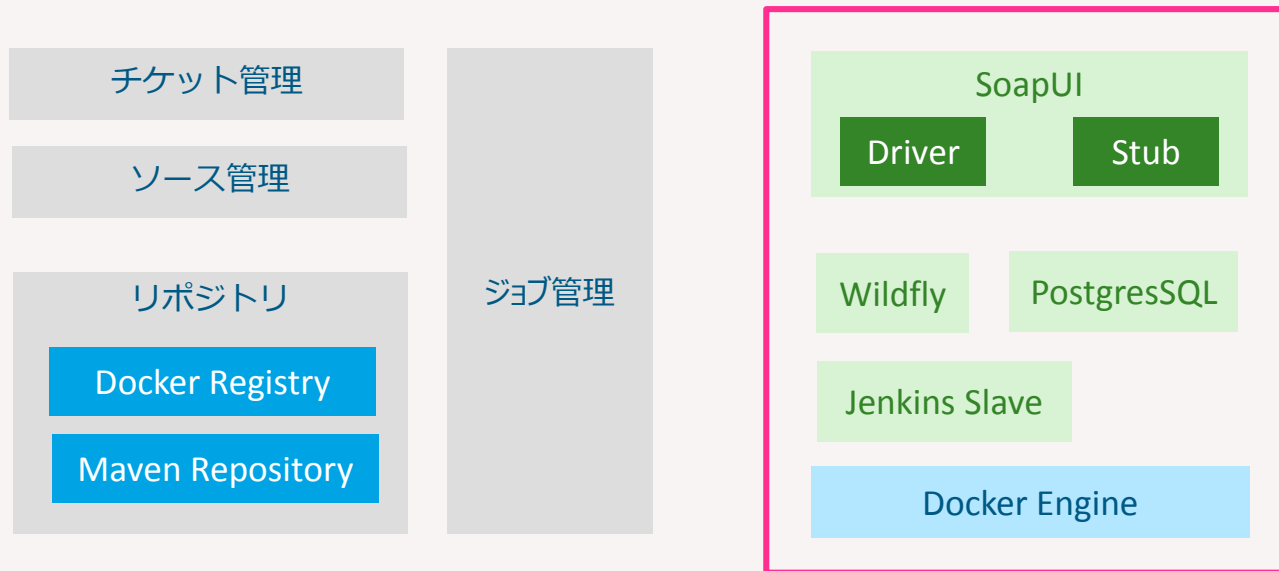 チケット管理
ソース管理
リポジトリ
Docker Registry
Maven Repository
ジョブ管理
SoapUI
Driver
Stub
Wildfly
PostgresSQL
Jenkins Slave
Docker Engine